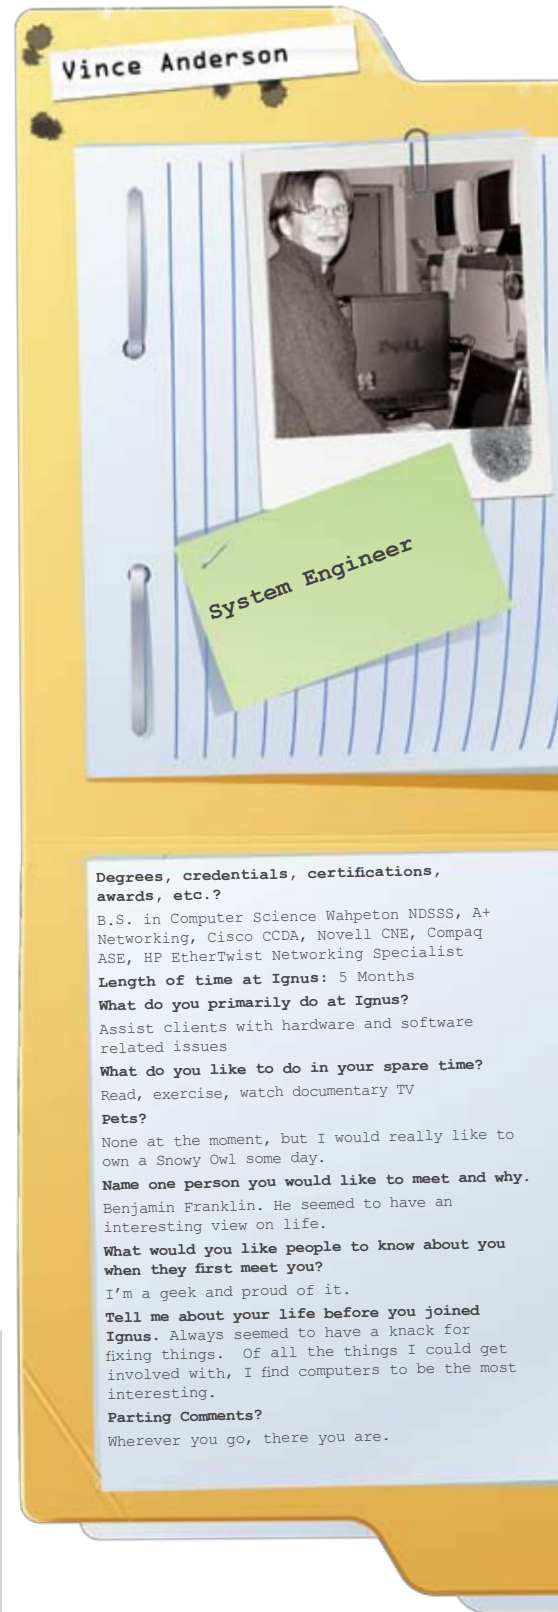 Vince Anderson
DELL
System Engineer
Degrees, credentials, certifications,
awards, etc.?
B.S. in Computer Science Wahpeton NDSSS, A+
Networking, Cisco CCDA, Novell CNE, Compaq
ASE, HP EtherTwist Networking Specialist
Length of time at Ignus: 5 Months
What do you primarily do at Ignus?
Assist clients with hardware and software
related issues
What do you like to do in your spare time?
Read, exercise, watch documentary TV
Pets?
None at the moment, but I would really like to
own a Snowy Owl some day.
Name one person you would like to meet and why.
Benjamin Franklin. He seemed to have an
interesting view on life.
What would you like people to know about you
when they first meet you?
I'm a geek and proud of it.
Tell me about your life before you joined
Ignus. Always seemed to have a knack for
fixing things.  Of all the things I could get
involved with, I find computers to be the most
interesting.
Parting Comments?
Wherever you go, there you are.